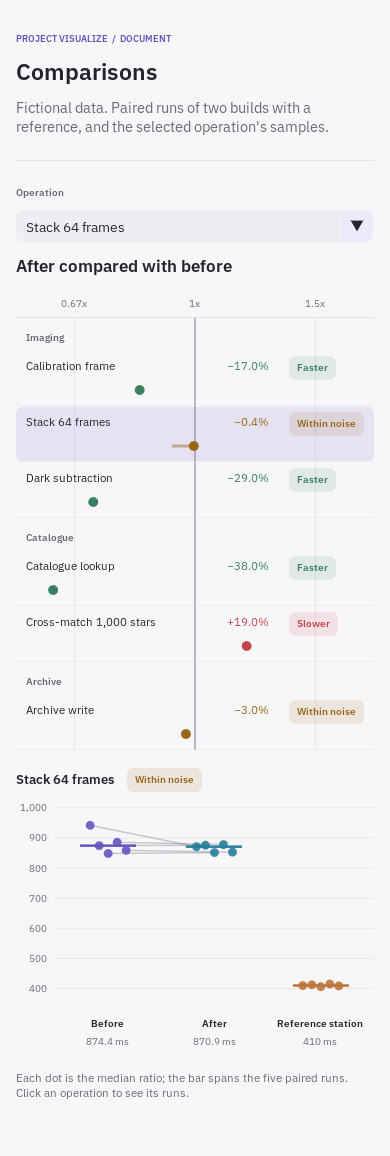 PROJECT VISUALIZE / DOCUMENT
Comparisons
Fictional data. Paired runs of two builds with a
reference, and the selected operation's samples.
Operation
Stack 64 frames
After compared with before
0.67x 1x 1.5x
Imaging
Calibration frame −17.0% Faster
Stack 64 frames −0.4% Within noise
Dark subtraction −29.0% Faster
Catalogue
Catalogue lookup −38.0% Faster
Cross-match 1,000 stars +19.0% Slower
Archive
Archive write −3.0% Within noise
Stack 64 frames Within noise
1,000
900
800
700
600
500
400
Before After Reference station
874.4 ms 870.9 ms 410 ms
Each dot is the median ratio; the bar spans the five paired runs.
Click an operation to see its runs.